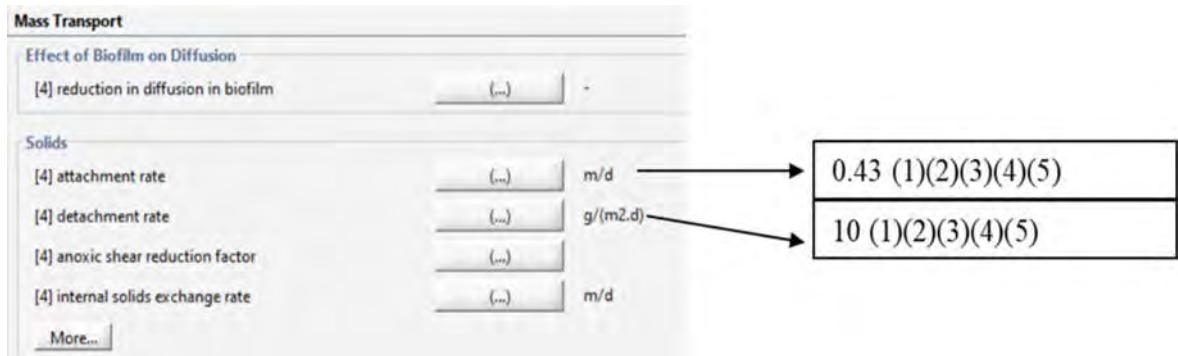 Mass Transport
Effect of Biofilm on Diffusion
[4] reduction in diffusion in biofilm (...) -
Solids
[4] attachment rate (...) m/d 0.43 (1)(2)(3)(4)(5)
[4] detachment rate (...) g/(m2.d) 10 (1)(2)(3)(4)(5)
[4] anoxic shear reduction factor (...)
[4] internal solids exchange rate (...) m/d
More...